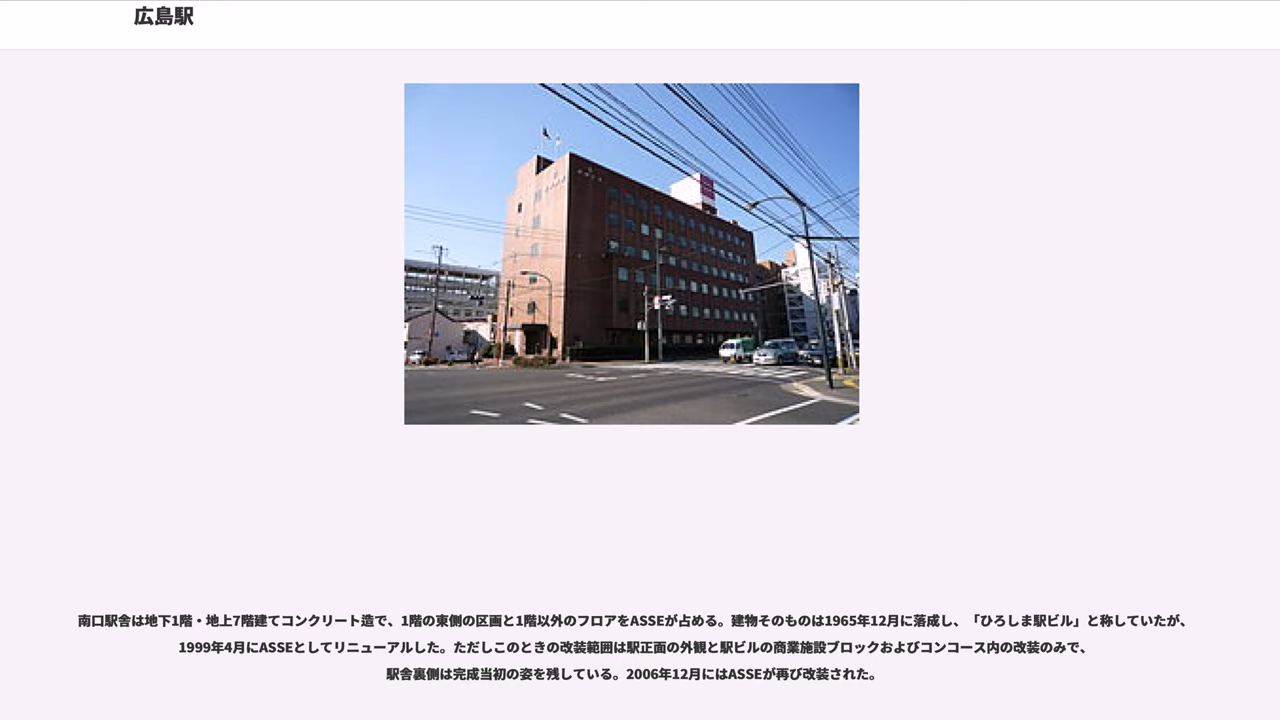 広島駅
南口駅舎は地下1階・地上7階建てコンクリート造で、1階の東側の区画と1階以外のフロアをASSEが占める。建物そのものは1965年12月に落成し、「ひろしま駅ビル」と称していたが、
1999年4月にASSEとしてリニューアルした。ただしこのときの改装範囲は駅正面の外観と駅ビルの商業施設ブロックおよびコンコース内の改装のみで、
駅舎裏側は完成当初の姿を残している。2006年12月にはASSEが再び改装された。